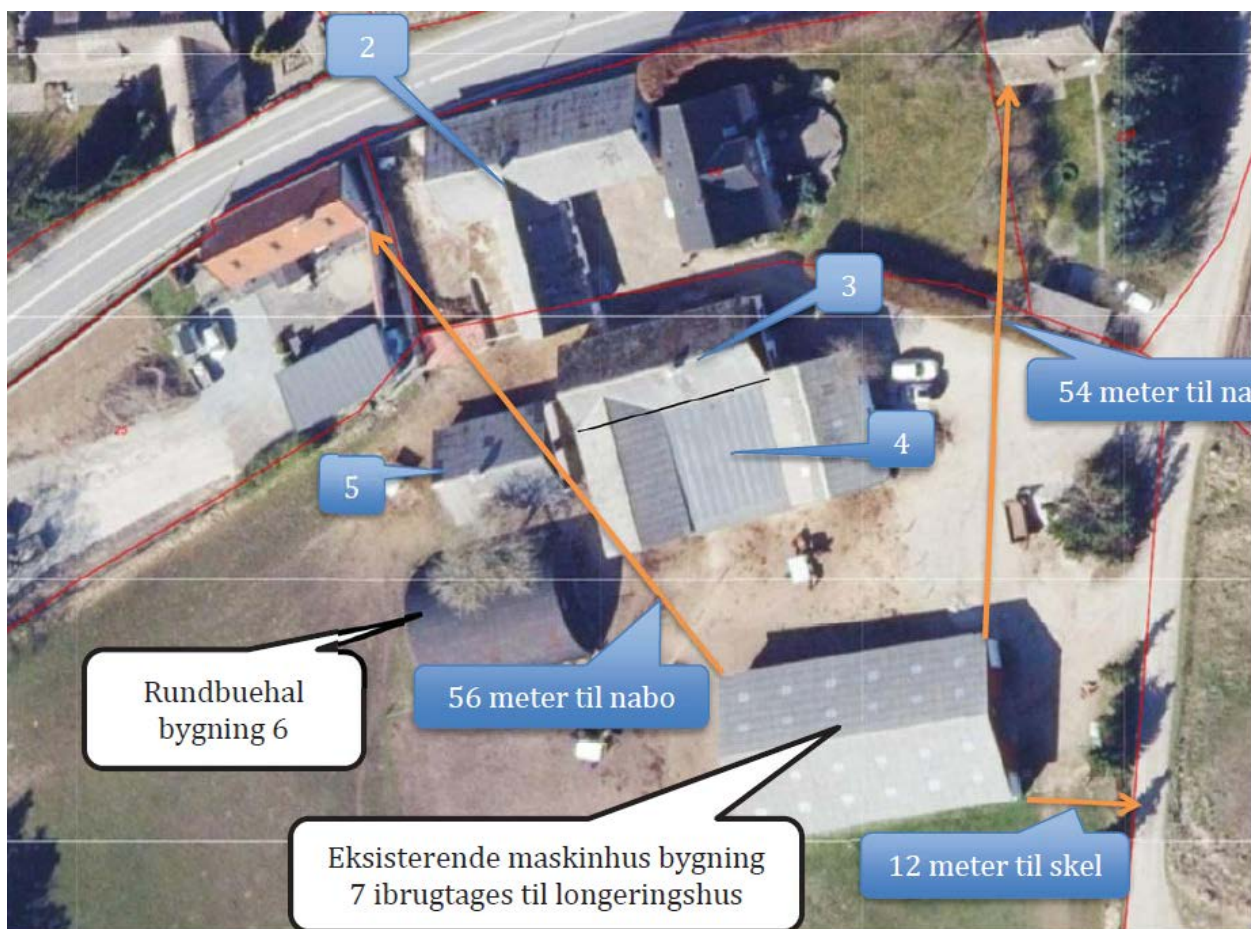 2
3
54 meter til na
4
5
25
Rundbuehal
bygning 6
56 meter til nabo
Eksisterende maskinhus bygning
7 ibrugtages til longeringshus
12 meter til skel